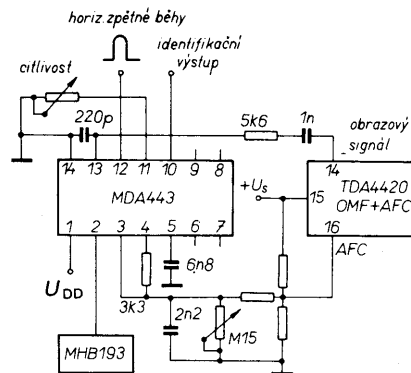 horiz. zpětné běhy
identifikační
výstup
citlivost
220p
5k6
1n
obrazový
signál
14 13 12 11 10 9 8
14
MDA443
+Us
15
TDA4420
OMF+AFC
1 2 3 4 5 6 7
16
AFC
6n8
UDD
3k3
2n2
M15
MHB193